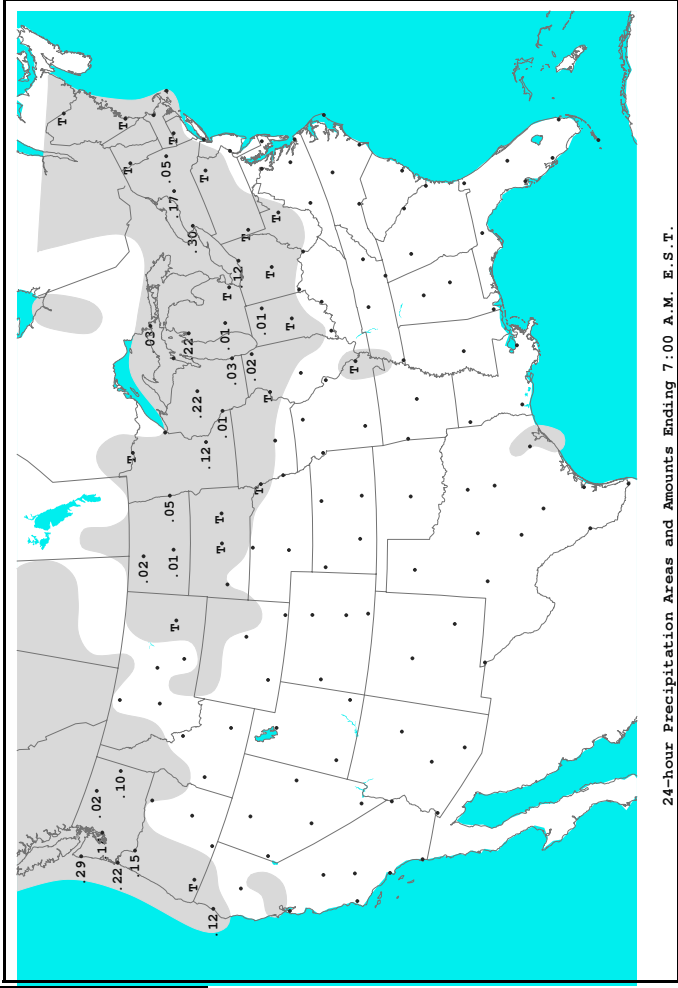 T
.29
.02
.22
.10
T
T
T
.15
.02
.03
.05
.05
.01
T
.17
T
.22
.30
T
.22
T
.12
.12
T
T
.01
.01
T
.03
.12
T
.02
T
.01
T
T
T
T
T
24-hour Precipitation Areas and Amounts Ending 7:00 A.M. E.S.T.